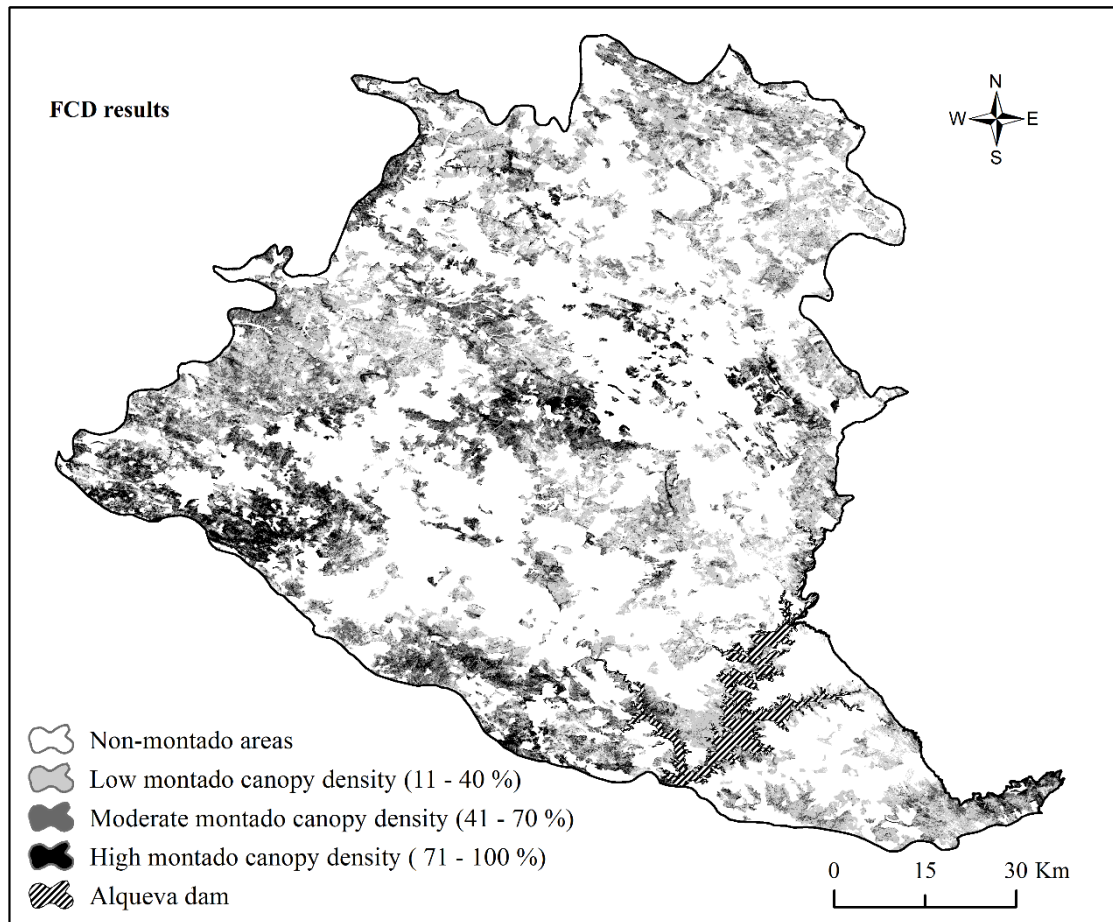 FCD results
N
W E
S
Non-montado areas
Low montado canopy density (11 - 40 %)
Moderate montado canopy density (41 - 70 %)
High montado canopy density ( 71 - 100 %)
Alqueva dam
0 15 30 Km